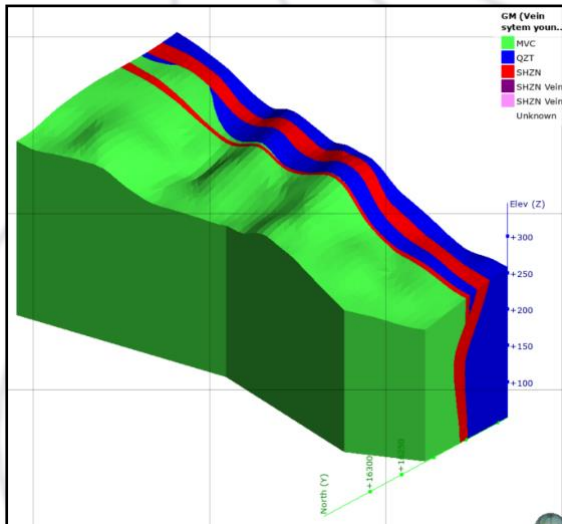 GM (Vein
sytem youn..
MVC
QZT
SHZN
SHZN Vein
SHZN Vein
Unknown
Elev (Z)
+300
+250
+200
+150
+100
North (Y)
+16300